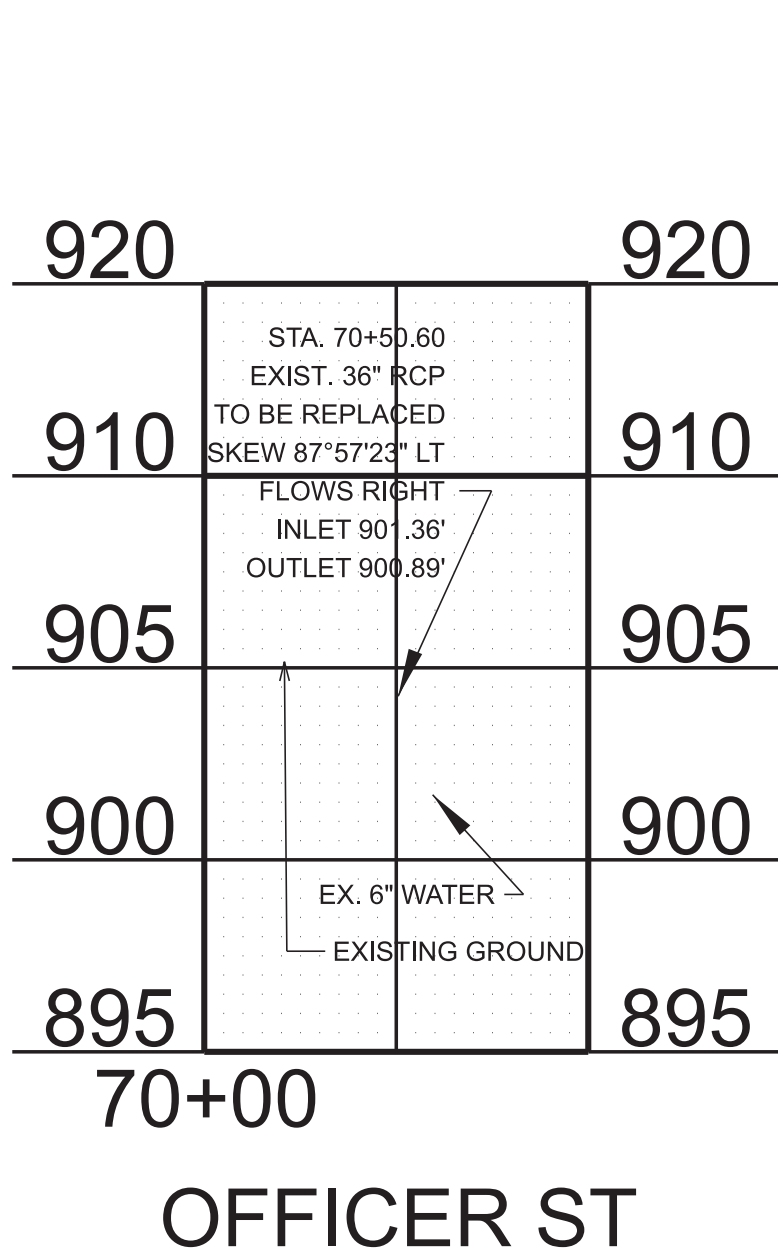 920 920
STA. 70+50.60
EXIST. 36" RCP
TO BE REPLACED
SKEW 87°57'23" LT
910 910
FLOWS RIGHT
INLET 901.36'
OUTLET 900.89'
905 905
900 900
EX. 6" WATER
EXISTING GROUND
895 895
70+00
OFFICER ST